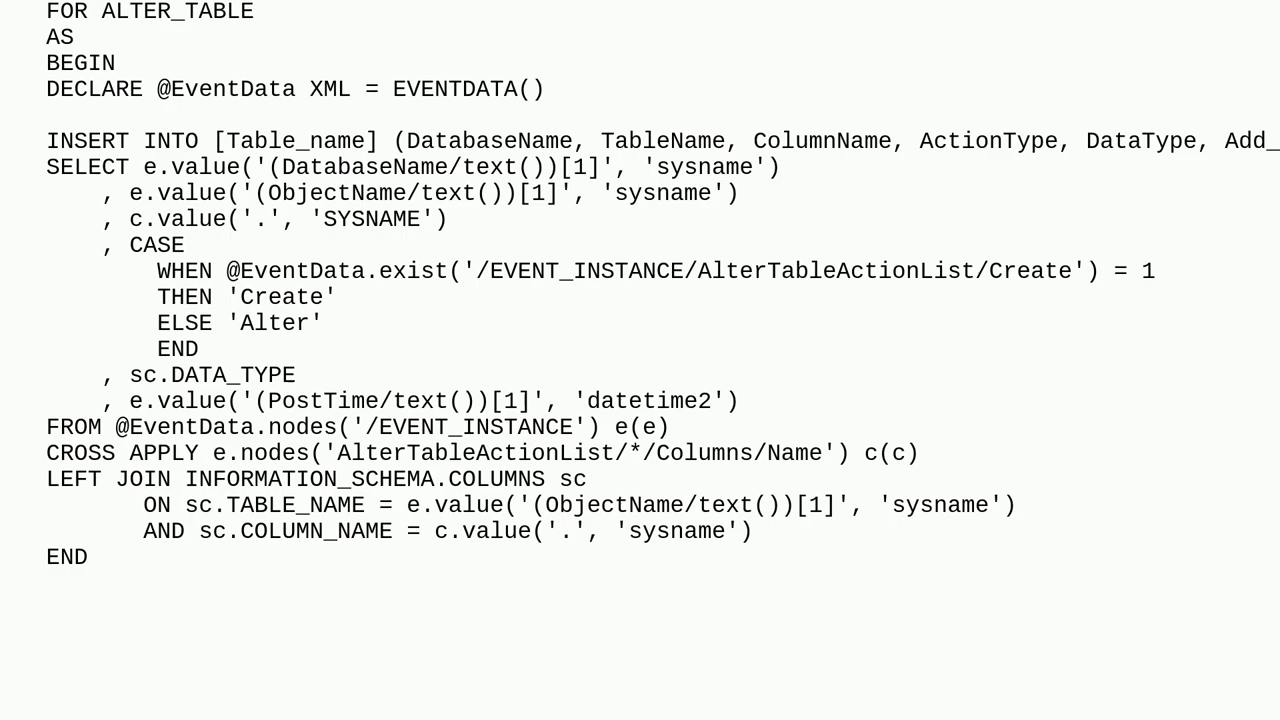 FOR ALTER_TABLE
AS
BEGIN
DECLARE @EventData XML = EVENTDATA()

INSERT INTO [Table_name] (DatabaseName, TableName, ColumnName, ActionType, DataType, Add_
SELECT e.value('(DatabaseName/text())[1]', 'sysname')
    , e.value('(ObjectName/text())[1]', 'sysname')
    , c.value('.', 'SYSNAME')
    , CASE
        WHEN @EventData.exist('/EVENT_INSTANCE/AlterTableActionList/Create') = 1
        THEN 'Create'
        ELSE 'Alter'
        END
    , sc.DATA_TYPE
    , e.value('(PostTime/text())[1]', 'datetime2')
FROM @EventData.nodes('/EVENT_INSTANCE') e(e)
CROSS APPLY e.nodes('AlterTableActionList/*/Columns/Name') c(c)
LEFT JOIN INFORMATION_SCHEMA.COLUMNS sc
       ON sc.TABLE_NAME = e.value('(ObjectName/text())[1]', 'sysname')
       AND sc.COLUMN_NAME = c.value('.', 'sysname')
END